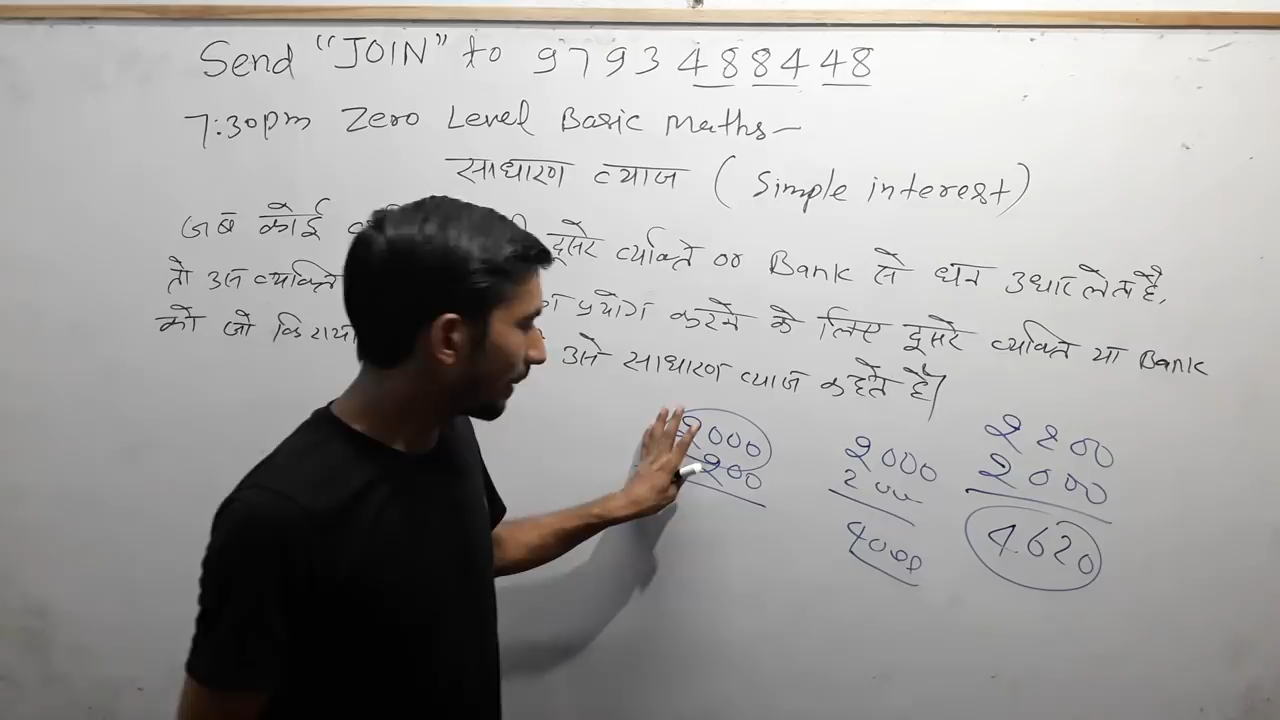 Send "JOIN" to 9793488448
7:30pm Zero Level Basic Maths-
साधारण व्याज (Simple interest)
जब कोई दूसरे व्यक्ति or Bank से धन उधार लेता है,
तो उस व्यक्ति प्रयोग करने के लिए दूसरे व्यक्ति या Bank
को जो किराया उसे साधारण व्याज कहते हैं।
2000 2000 2200
200 200 2000
4000 4620